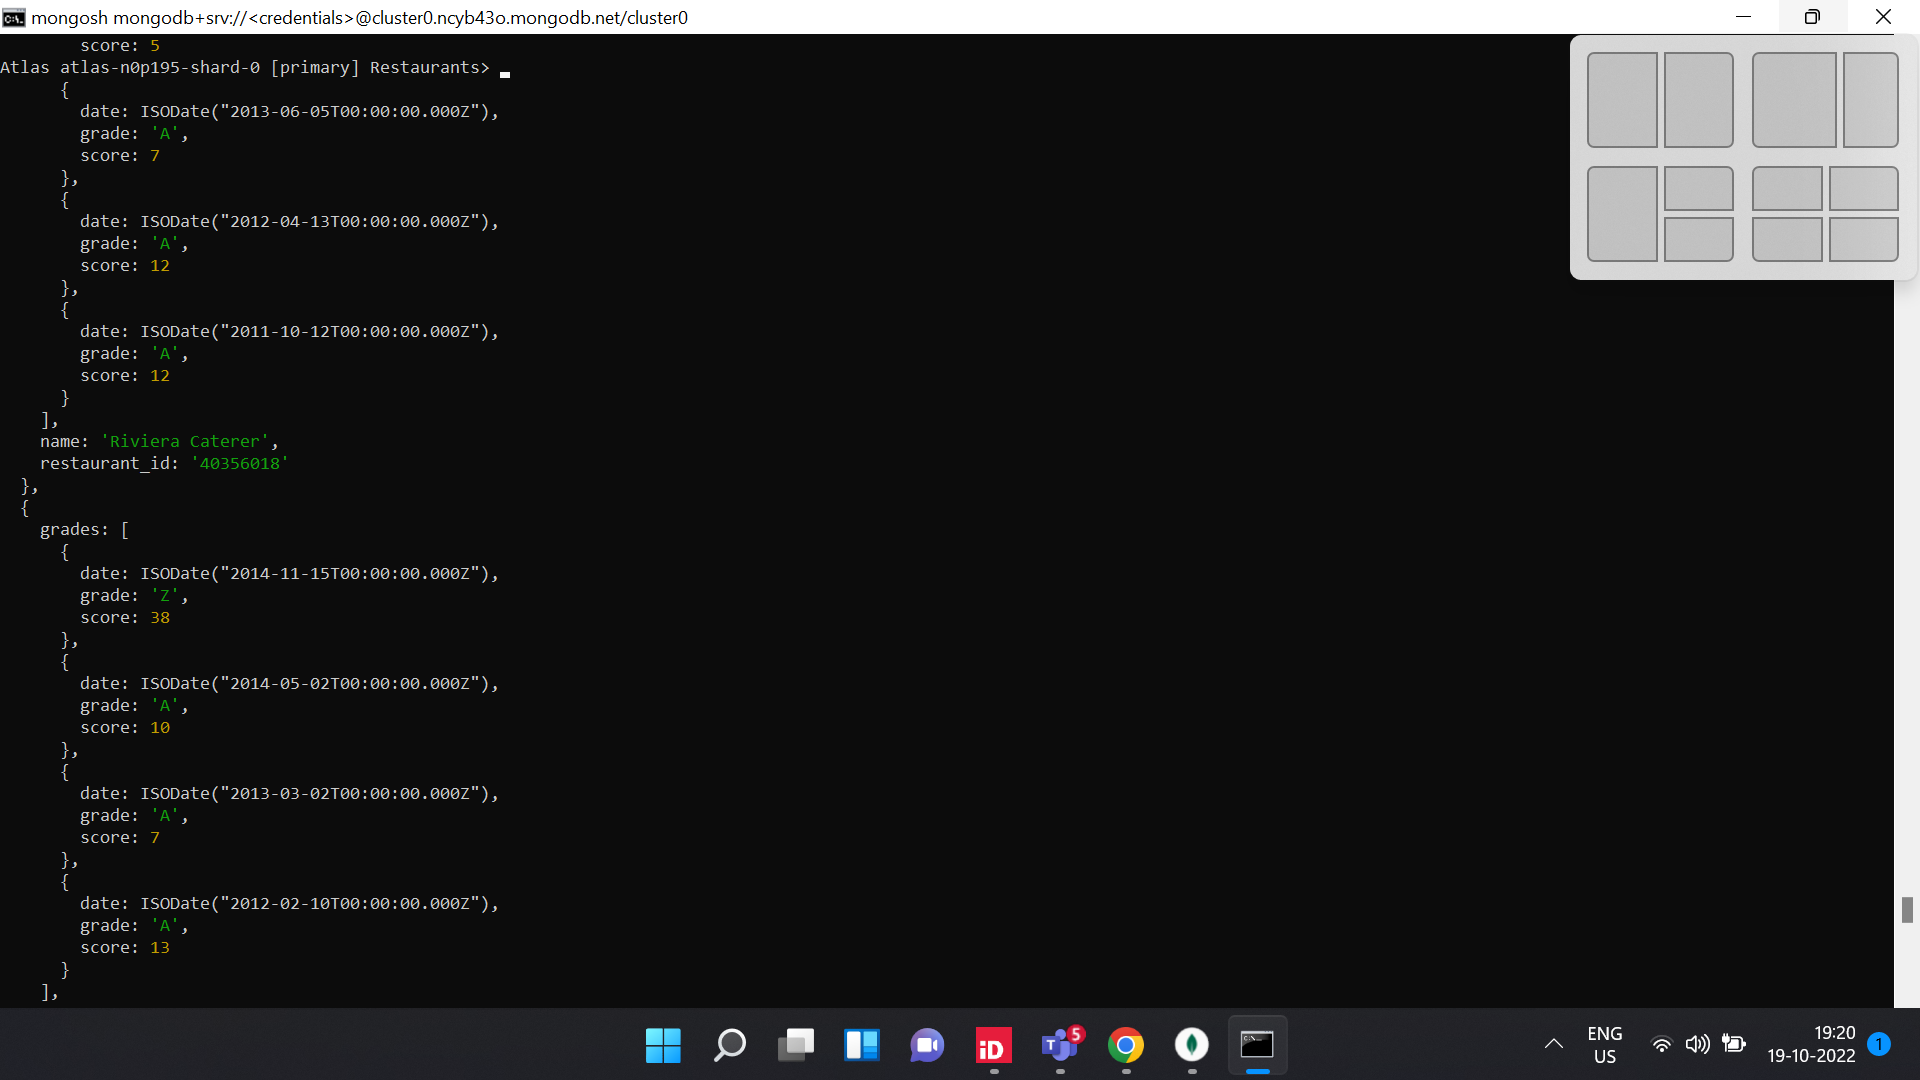 mongosh mongodb+srv://<credentials>@cluster0.ncyb43o.mongodb.net/cluster0
score: 5
Atlas atlas-n0p195-shard-0 [primary] Restaurants>
{
date: ISODate("2013-06-05T00:00:00.000Z"),
grade: 'A',
score: 7
},
{
date: ISODate("2012-04-13T00:00:00.000Z"),
grade: 'A',
score: 12
},
{
date: ISODate("2011-10-12T00:00:00.000Z"),
grade: 'A',
score: 12
}
],
name: 'Riviera Caterer',
restaurant_id: '40356018'
},
{
grades: [
{
date: ISODate("2014-11-15T00:00:00.000Z"),
grade: 'Z',
score: 38
},
{
date: ISODate("2014-05-02T00:00:00.000Z"),
grade: 'A',
score: 10
},
{
date: ISODate("2013-03-02T00:00:00.000Z"),
grade: 'A',
score: 7
},
{
date: ISODate("2012-02-10T00:00:00.000Z"),
grade: 'A',
score: 13
}
],
iD
T
5
ENG
US
19:20
19-10-2022
1